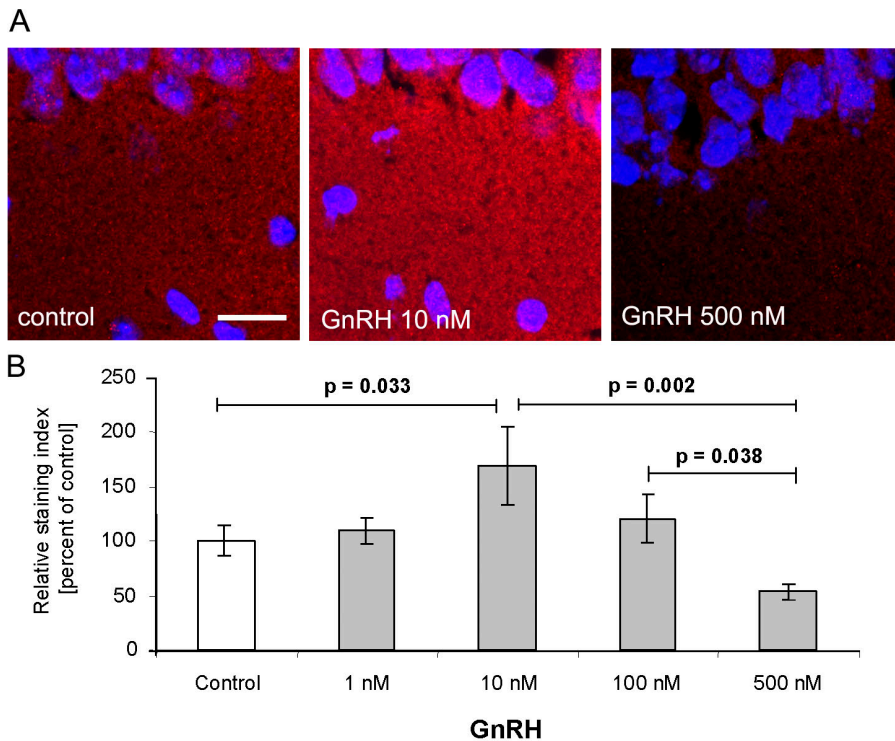 A
control
GnRH 10 nM
GnRH 500 nM
B
Relative staining index
[percent of control]
250
200
150
100
50
0
p = 0.033
p = 0.002
p = 0.038
Control
1 nM
10 nM
100 nM
500 nM
GnRH